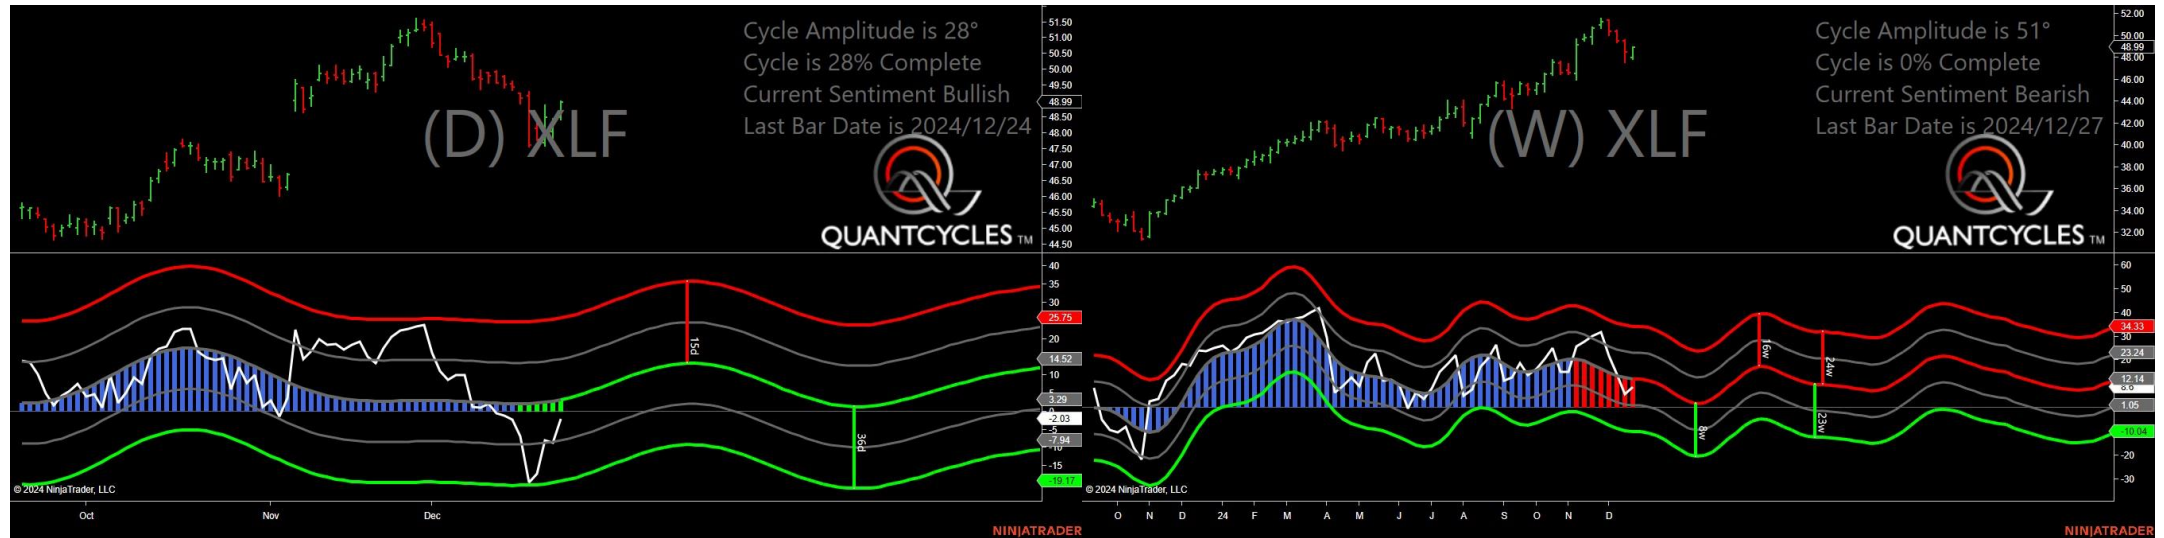 Cycle Amplitude is 28°
Cycle is 28% Complete
Current Sentiment Bullish
Last Bar Date is 2024/12/24
(D) XLF
QUANTCYCLES TM
51.50
51.00
50.50
50.00
49.50
48.99
48.50
48.00
47.50
47.00
46.50
46.00
45.50
45.00
44.50
40
35
30
25.75
20
14.52
10
3.29
-2.03
-5
-7.94
-10
-15
-19.17
15d
36d
© 2024 NinjaTrader, LLC
Oct Nov Dec
NINJATRADER
Cycle Amplitude is 51°
Cycle is 0% Complete
Current Sentiment Bearish
Last Bar Date is 2024/12/27
(W) XLF
QUANTCYCLES TM
52.00
50.00
48.99
48.00
46.00
44.00
42.00
40.00
38.00
36.00
34.00
32.00
60
50
40
34.33
30
23.24
20
12.14
1.05
-10.04
-20
-30
16w
24w
8w
23w
© 2024 NinjaTrader, LLC
O N D 24 F M A M J J A S O N D
NINJATRADER